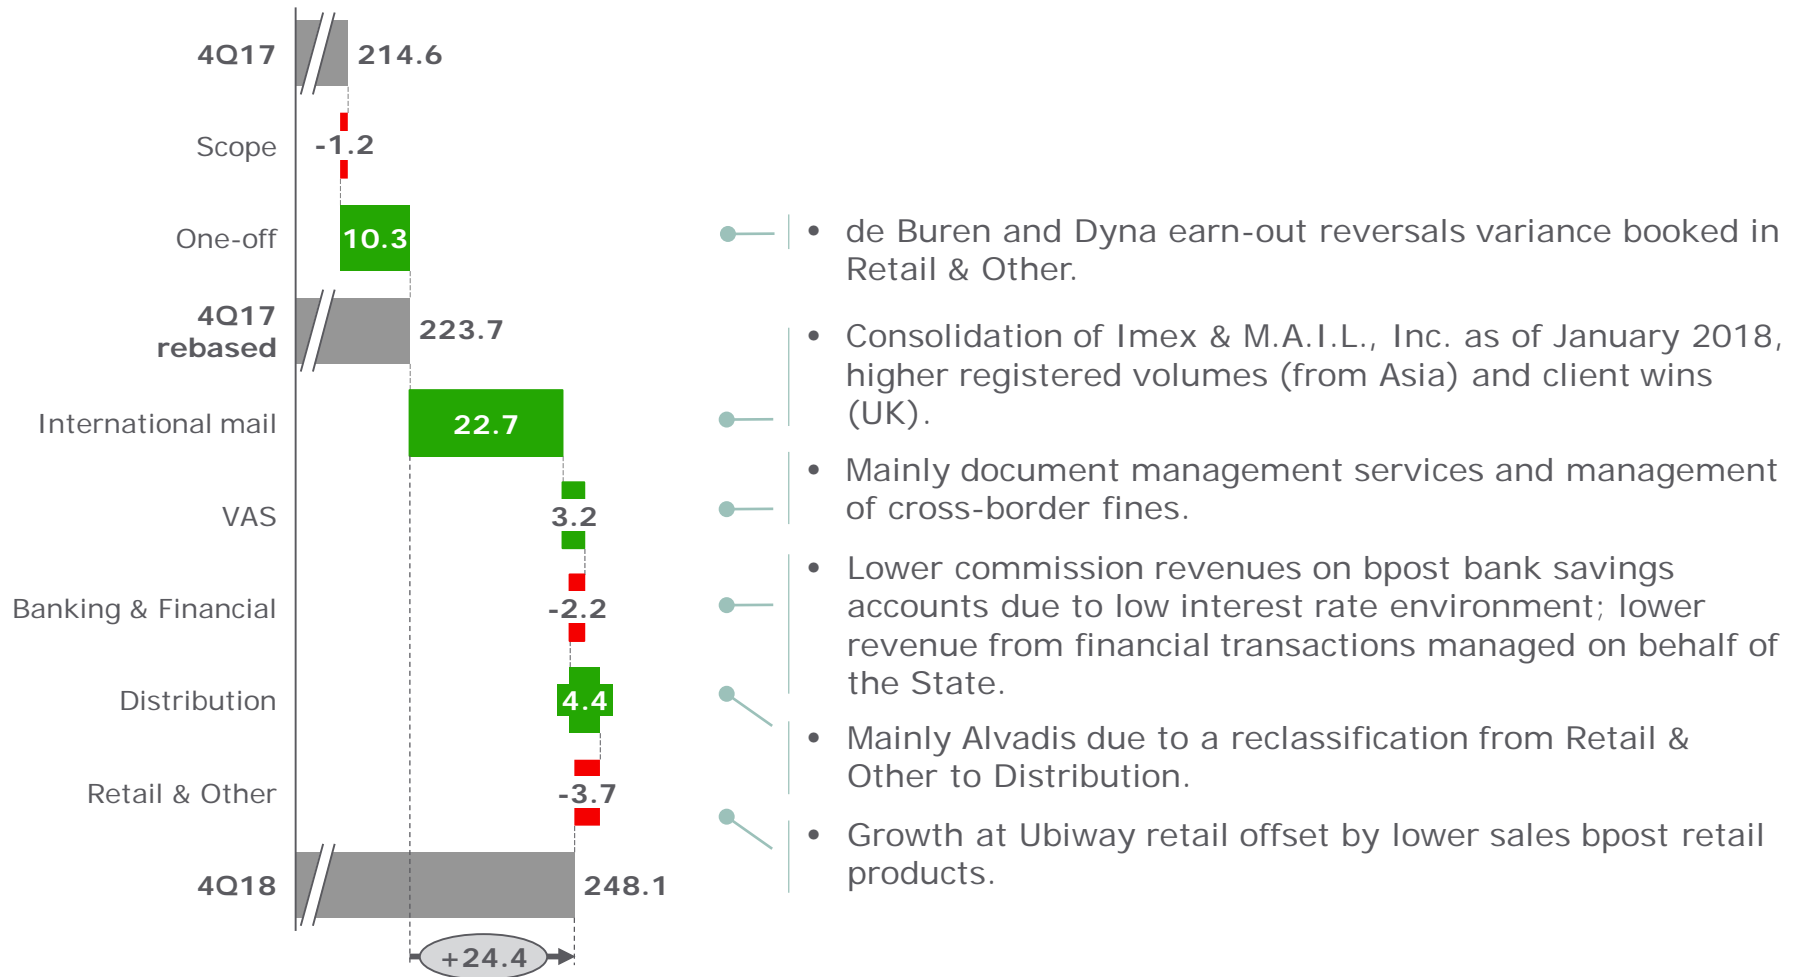 4Q17
214.6
Scope
-1.2
One-off
10.3
• de Buren and Dyna earn-out reversals variance booked in
Retail & Other.
4Q17
rebased
223.7
• Consolidation of Imex & M.A.I.L., Inc. as of January 2018,
higher registered volumes (from Asia) and client wins
(UK).
International mail
22.7
• Mainly document management services and management
of cross-border fines.
VAS
3.2
• Lower commission revenues on bpost bank savings
accounts due to low interest rate environment; lower
revenue from financial transactions managed on behalf of
the State.
Banking & Financial
-2.2
Distribution
4.4
• Mainly Alvadis due to a reclassification from Retail &
Other to Distribution.
Retail & Other
-3.7
• Growth at Ubiway retail offset by lower sales bpost retail
products.
4Q18
248.1
+24.4